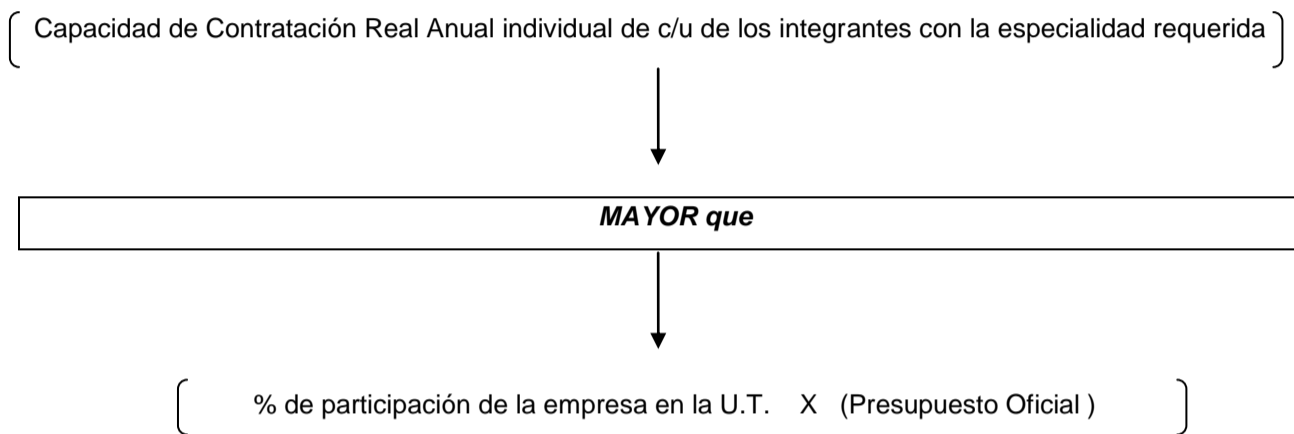 Capacidad de Contratación Real Anual individual de c/u de los integrantes con la especialidad requerida
MAYOR que
% de participación de la empresa en la U.T. X (Presupuesto Oficial )